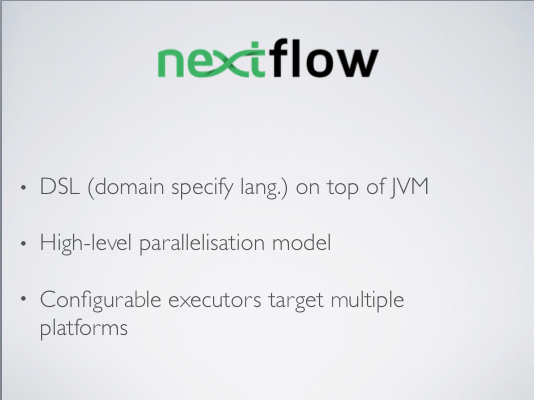 nextflow
• DSL (domain specify lang.) on top of JVM
• High-level parallelisation model
• Configurable executors target multiple
platforms